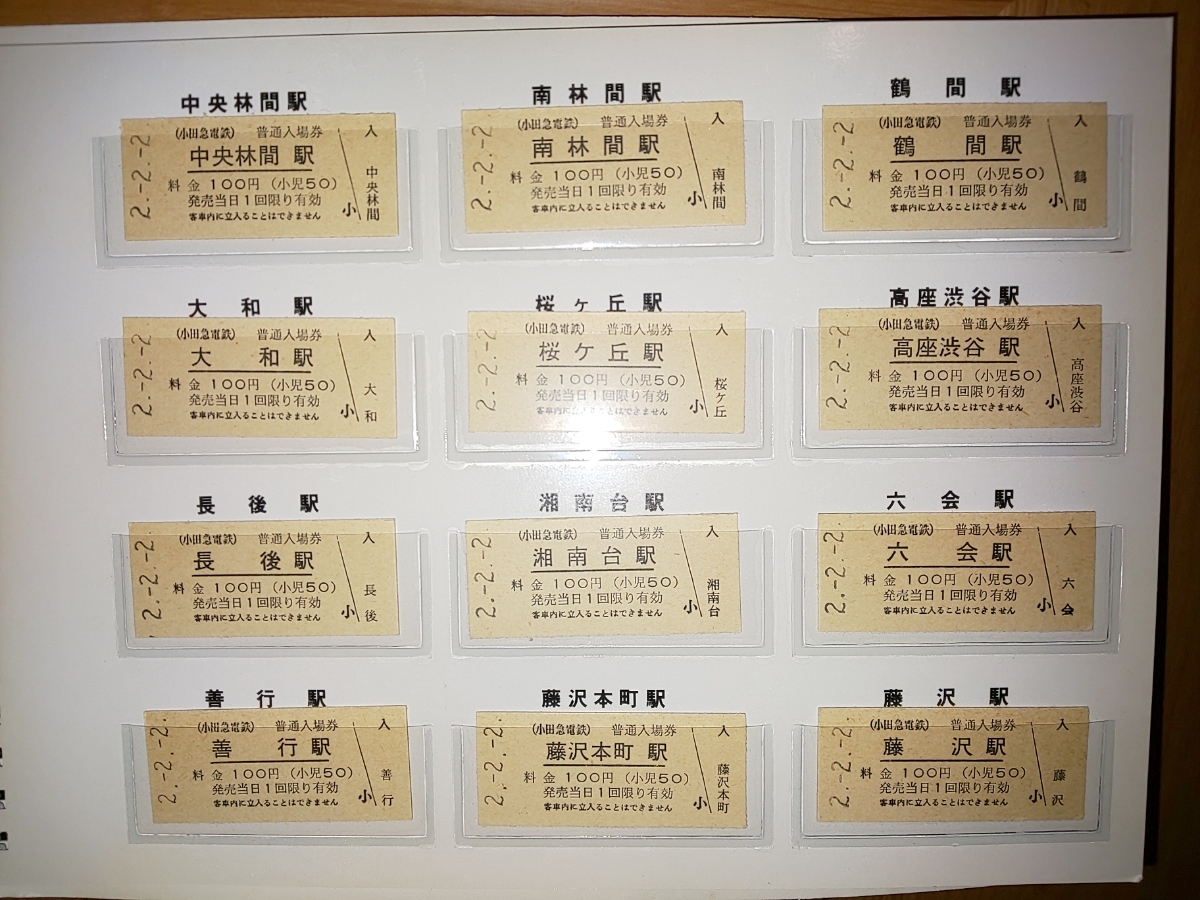 中央林間駅
2.-2.-2
(小田急電鉄) 普通入場券
中央林間 駅
料 金 100円 (小児50)
発売当日1回限り有効
客車内に立入ることはできません
入
小
中央林間
南林間駅
2.-2.-2
(小田急電鉄) 普通入場券
南林間 駅
料 金 100円 (小児50)
発売当日1回限り有効
客車内に立入ることはできません
入
小
南林間
鶴間駅
2.-2.-2
(小田急電鉄) 普通入場券
鶴間 駅
料 金 100円 (小児50)
発売当日1回限り有効
客車内に立入ることはできません
入
小
鶴間
大和駅
2.-2.-2
(小田急電鉄) 普通入場券
大和 駅
料 金 100円 (小児50)
発売当日1回限り有効
客車内に立入ることはできません
入
小
大和
桜ヶ丘駅
2.-2.-2
(小田急電鉄) 普通入場券
桜ケ丘 駅
料 金 100円 (小児50)
発売当日1回限り有効
客車内に立入ることはできません
入
小
桜ヶ丘
高座渋谷駅
2.-2.-2
(小田急電鉄) 普通入場券
高座渋谷 駅
料 金 100円 (小児50)
発売当日1回限り有効
客車内に立入ることはできません
入
小
高座渋谷
長後駅
2.-2.-2
(小田急電鉄) 普通入場券
長後 駅
料 金 100円 (小児50)
発売当日1回限り有効
客車内に立入ることはできません
入
小
長後
湘南台駅
2.-2.-2
(小田急電鉄) 普通入場券
湘南台 駅
料 金 100円 (小児50)
発売当日1回限り有効
客車内に立入ることはできません
入
小
湘南台
六会駅
2.-2.-2
(小田急電鉄) 普通入場券
六会 駅
料 金 100円 (小児50)
発売当日1回限り有効
客車内に立入ることはできません
入
小
六会
善行駅
2.-2.-2
(小田急電鉄) 普通入場券
善行 駅
料 金 100円 (小児50)
発売当日1回限り有効
客車内に立入ることはできません
入
小
善行
藤沢本町駅
2.-2.-2
(小田急電鉄) 普通入場券
藤沢本町 駅
料 金 100円 (小児50)
発売当日1回限り有効
客車内に立入ることはできません
入
小
藤沢本町
藤沢駅
2.-2.-2
(小田急電鉄) 普通入場券
藤沢 駅
料 金 100円 (小児50)
発売当日1回限り有効
客車内に立入ることはできません
入
小
藤沢